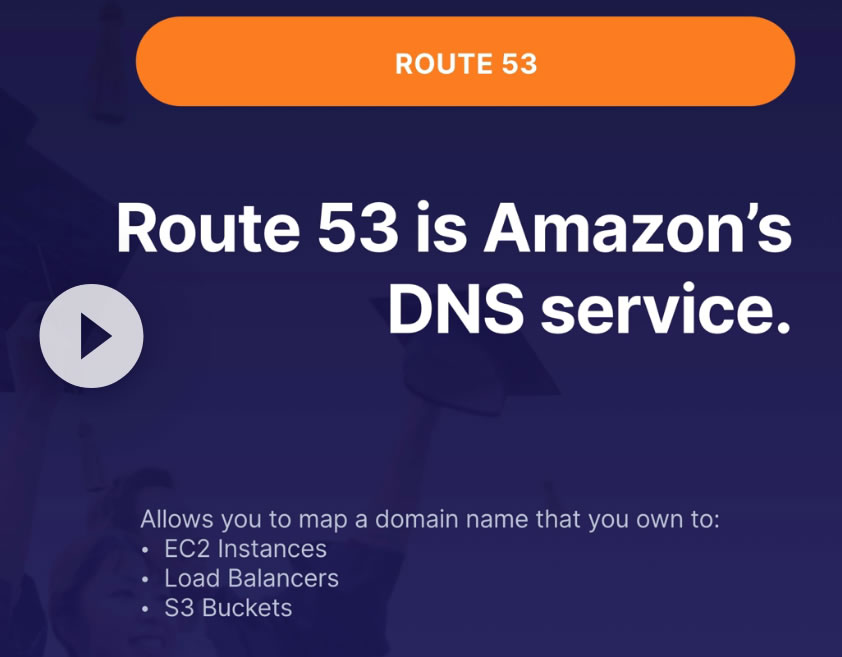 ROUTE 53
Route 53 is Amazon’s
DNS service.
Allows you to map a domain name that you own to:
• EC2 Instances
• Load Balancers
• S3 Buckets